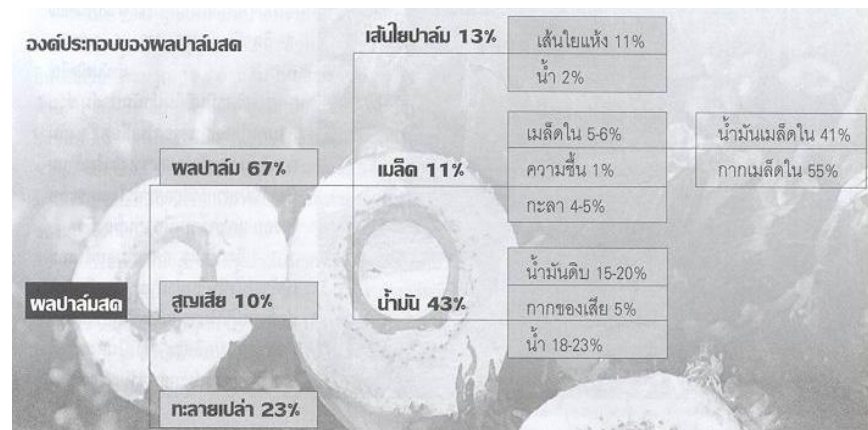 องค์ประกอบของผลปาล์มสด
ผลปาล์มสด
ผลปาล์ม 67%
สูญเสีย 10%
ทะลายเปล่า 23%
เส้นใยปาล์ม 13%
เมล็ด 11%
น้ำมัน 43%
เส้นใยแห้ง 11%
น้ำ 2%
เมล็ดใน 5-6%
ความชื้น 1%
กะลา 4-5%
น้ำมันดิบ 15-20%
กากของเสีย 5%
น้ำ 18-23%
น้ำมันเมล็ดใน 41%
กากเมล็ดใน 55%